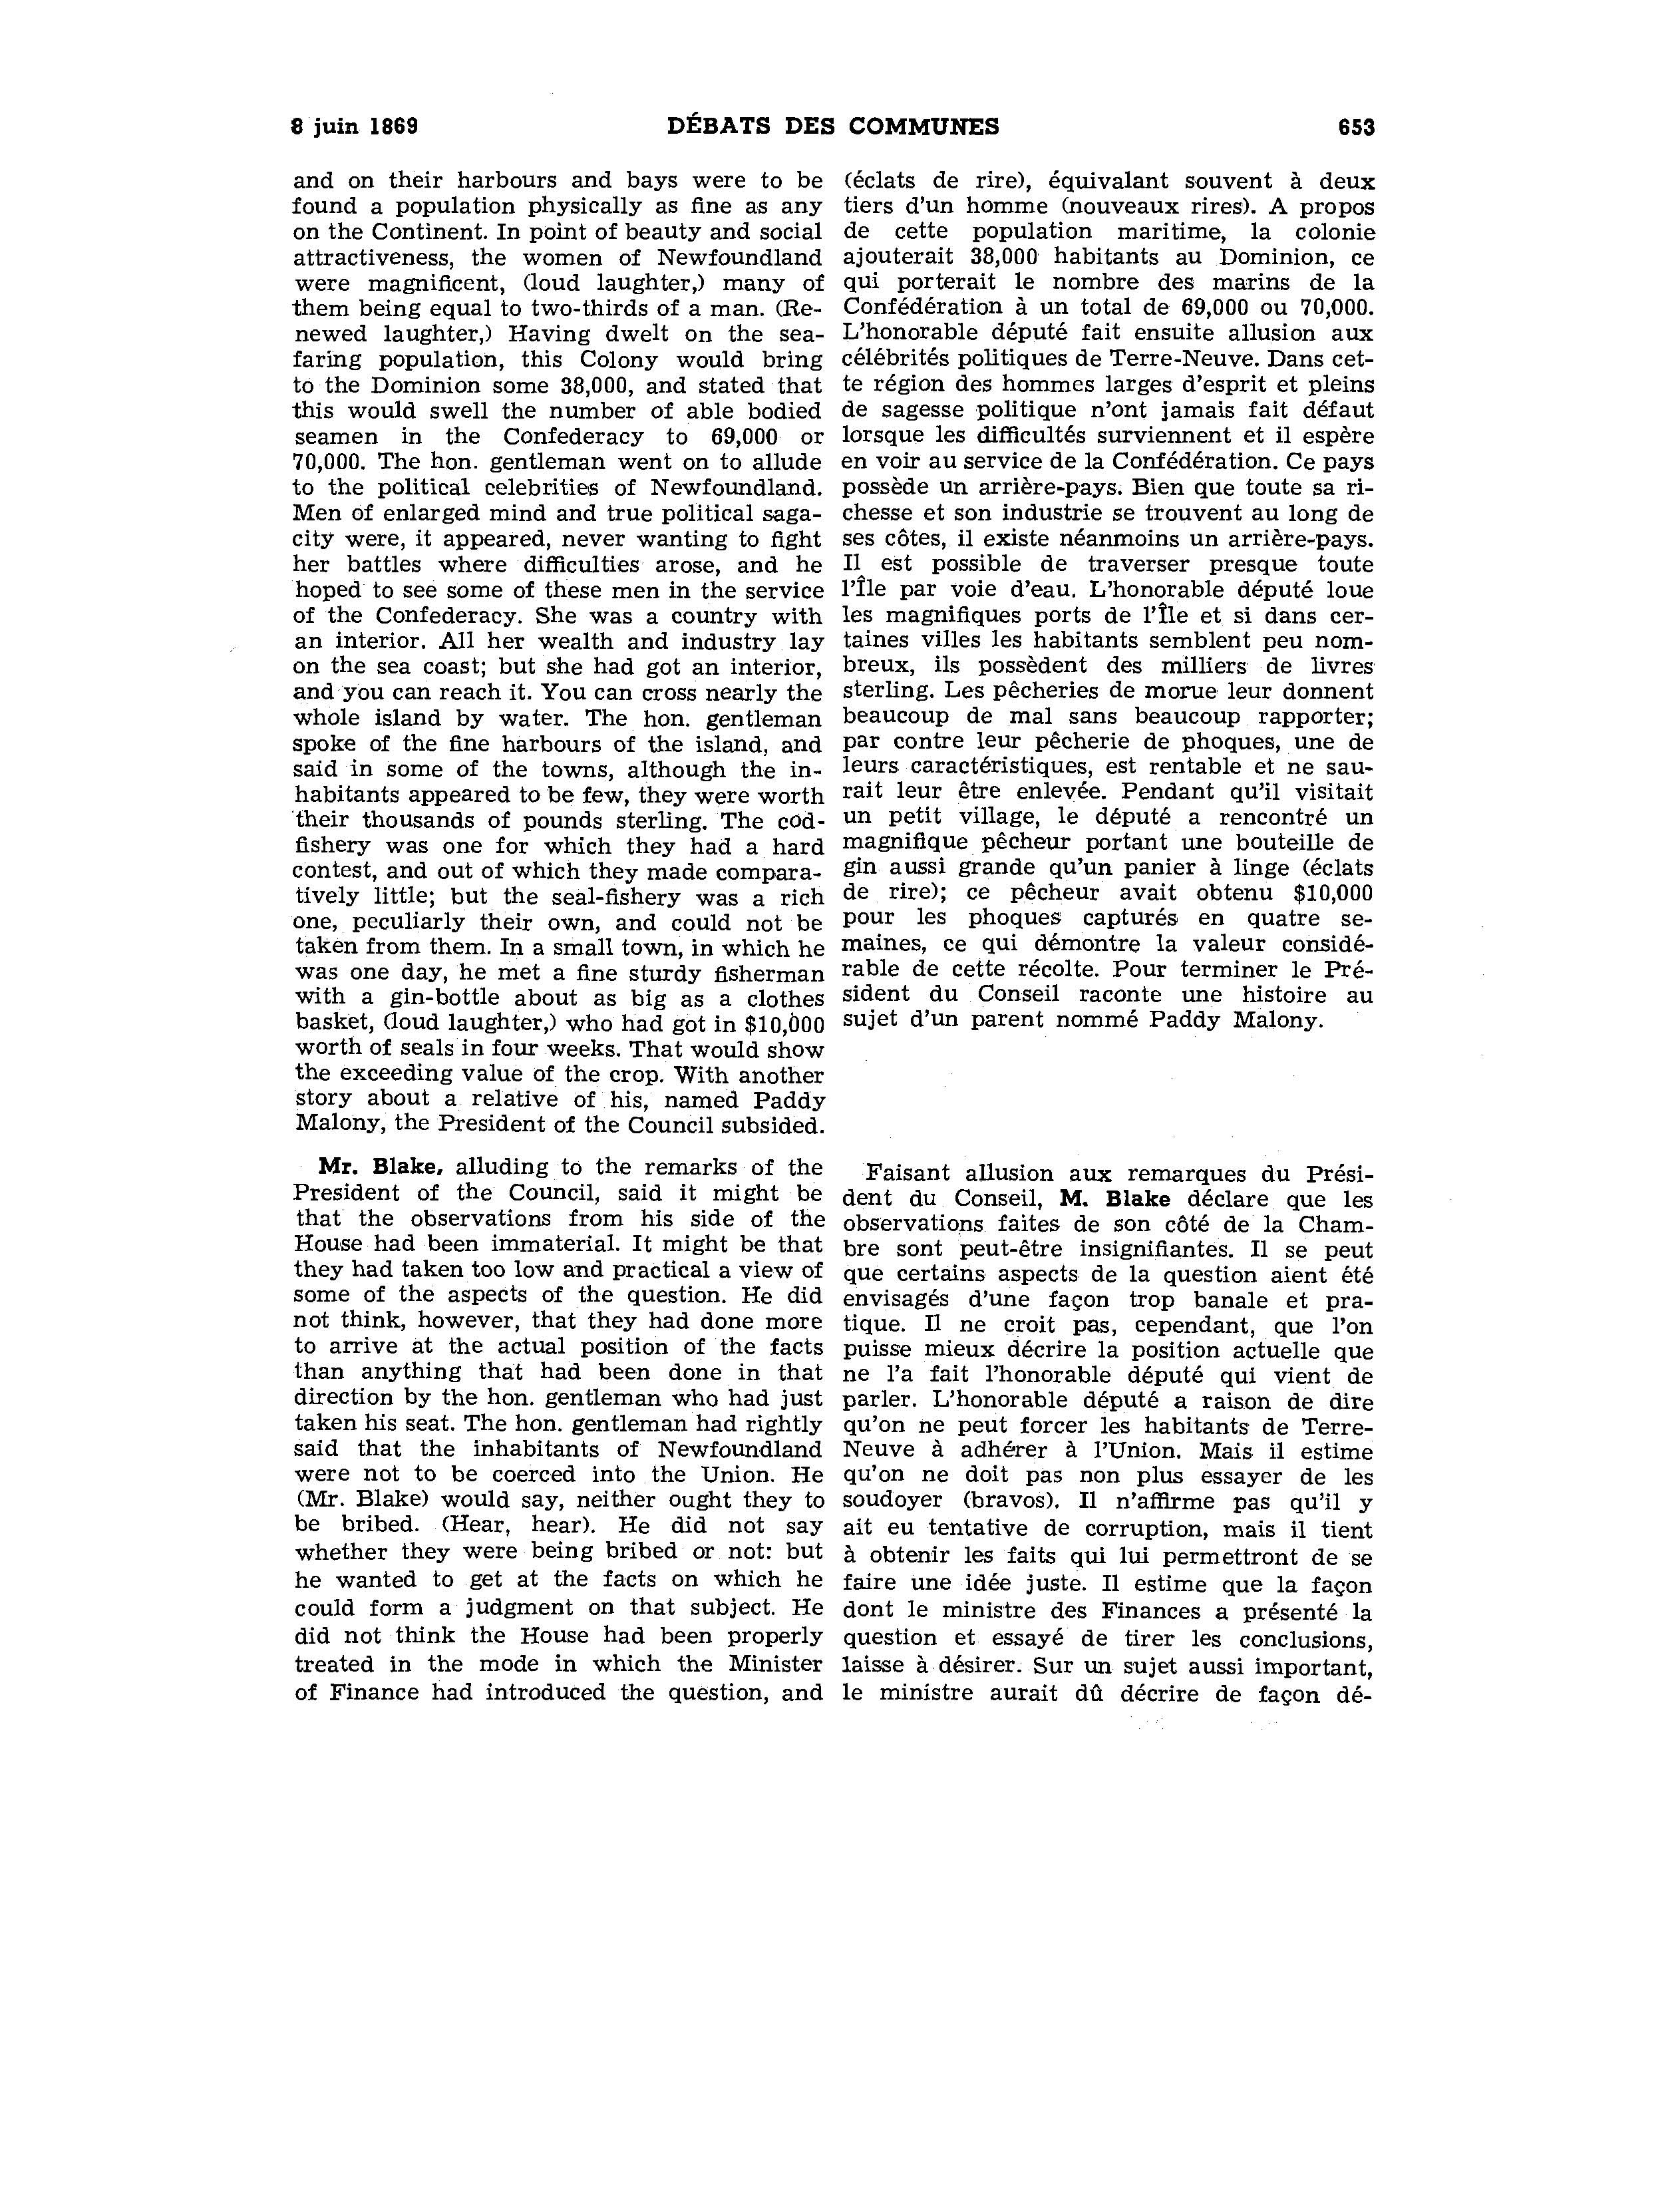 8 juin 1869
DÉBATS DES COMMUNES
653
and on their harbours and bays were to be
found a population physically as fine as any
on the Continent. In point of beauty and social
attractiveness, the women of Newfoundland
were magnificent, (loud laughter,) many of
them being equal to two-thirds of a man. (Re-
newed laughter,) Having dwelt on the sea-
faring population, this Colony would bring
to the Dominion some 38,000, and stated that
this would swell the number of able bodied
seamen in the Confederacy to 69,000 or
70,000. The hon. gentleman went on to allude
to the political celebrities of Newfoundland.
Men of enlarged mind and true political saga-
city were, it appeared, never wanting to fight
her battles where difficulties arose, and he
hoped to see some of these men in the service
of the Confederacy. She was a country with
an interior. All her wealth and industry lay
on the sea coast; but she had got an interior,
and you can reach it. You can cross nearly the
whole island by water. The hon. gentleman
spoke of the fine harbours of the island, and
said in some of the towns, although the in-
habitants appeared to be few, they were worth
their thousands of pounds sterling. The cod-
fishery was one for which they had a hard
contest, and out of which they made compara-
tively little; but the seal-fishery was a rich
one, peculiarly their own, and could not be
taken from them. In a small town, in which he
was one day, he met a fine sturdy fisherman
with a gin-bottle about as big as a clothes
basket, (loud laughter,) who had got in $10,000
worth of seals in four weeks. That would show
the exceeding value of the crop. With another
story about a relative of his, named Paddy
Malony, the President of the Council subsided.
Mr. Blake, alluding to the remarks of the
President of the Council, said it might be
that the observations from his side of the
House had been immaterial. It might be that
they had taken too low and practical a view of
some of the aspects of the question. He did
not think, however, that they had done more
to arrive at the actual position of the facts
than anything that had been done in that
direction by the hon. gentleman who had just
taken his seat. The hon. gentleman had rightly
said that the inhabitants of Newfoundland
were not to be coerced into the Union. He
(Mr. Blake) would say, neither ought they to
be bribed. (Hear, hear). He did not say
whether they were being bribed or not: but
he wanted to get at the facts on which he
could form a judgment on that subject. He
did not think the House had been properly
treated in the mode in which the Minister
of Finance had introduced the question, and
(éclats de rire), équivalant souvent à deux
tiers d'un homme (nouveaux rires). A propos
de cette population maritime, la colonie
ajouterait 38,000 habitants au Dominion, ce
qui porterait le nombre des marins de la
Confédération à un total de 69,000 ou 70,000.
L'honorable député fait ensuite allusion aux
célébrités politiques de Terre-Neuve. Dans cet-
te région des hommes larges d'esprit et pleins
de sagesse politique n'ont jamais fait défaut
lorsque les difficultés surviennent et il espère
en voir au service de la Confédération. Ce pays
possède un arrière-pays. Bien que toute sa ri-
chesse et son industrie se trouvent au long de
ses côtes, il existe néanmoins un arrière-pays.
Il est possible de traverser presque toute
l'Île par voie d'eau. L'honorable député loue
les magnifiques ports de l'Île et si dans cer-
taines villes les habitants semblent peu nom-
breux, ils possèdent des milliers de livres
sterling. Les pêcheries de morue leur donnent
beaucoup de mal sans beaucoup rapporter;
par contre leur pêcherie de phoques, une de
leurs caractéristiques, est rentable et ne sau-
rait leur être enlevée. Pendant qu'il visitait
un petit village, le député a rencontré un
magnifique pêcheur portant une bouteille de
gin aussi grande qu'un panier à linge (éclats
de rire); ce pêcheur avait obtenu $10,000
pour les phoques capturés en quatre se-
maines, ce qui démontre la valeur considé-
rable de cette récolte. Pour terminer le Pré-
sident du Conseil raconte une histoire au
sujet d'un parent nommé Paddy Malony.
Faisant allusion aux remarques du Prési-
dent du Conseil, M. Blake déclare que les
observations faites de son côté de la Cham-
bre sont peut-être insignifiantes. Il se peut
que certains aspects de la question aient été
envisagés d'une façon trop banale et pra-
tique. Il ne croit pas, cependant, que l'on
puisse mieux décrire la position actuelle que
ne l'a fait l'honorable député qui vient de
parler. L'honorable député a raison de dire
qu'on ne peut forcer les habitants de Terre-
Neuve à adhérer à l'Union. Mais il estime
qu'on ne doit pas non plus essayer de les
soudoyer (bravos). Il n'affirme pas qu'il y
ait eu tentative de corruption, mais il tient
à obtenir les faits qui lui permettront de se
faire une idée juste. Il estime que la façon
dont le ministre des Finances a présenté la
question et essayé de tirer les conclusions,
laisse à désirer. Sur un sujet aussi important,
le ministre aurait dû décrire de façon dé-